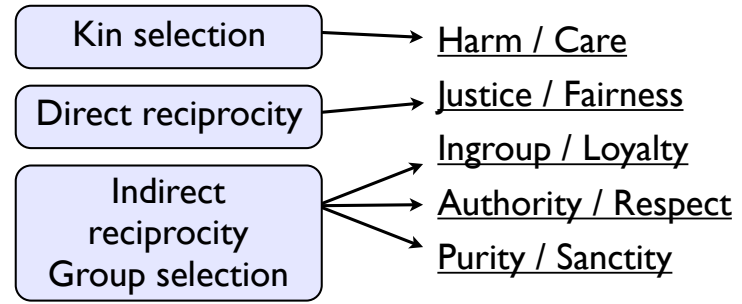 Kin selection
Harm / Care
Direct reciprocity
Justice / Fairness
Indirect
reciprocity
Group selection
Ingroup / Loyalty
Authority / Respect
Purity / Sanctity